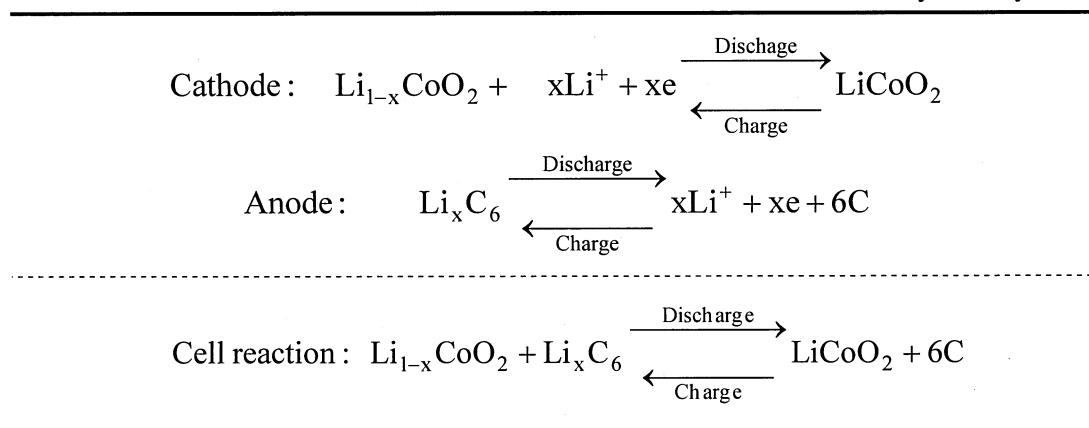 Dischage
Cathode: Li₁₋ₓCoO₂ + xLi⁺ + xe LiCoO₂
Charge
Discharge
Anode: LiₓC₆ xLi⁺ + xe + 6C
Charge
Discharge
Cell reaction: Li₁₋ₓCoO₂ + LiₓC₆ LiCoO₂ + 6C
Charge